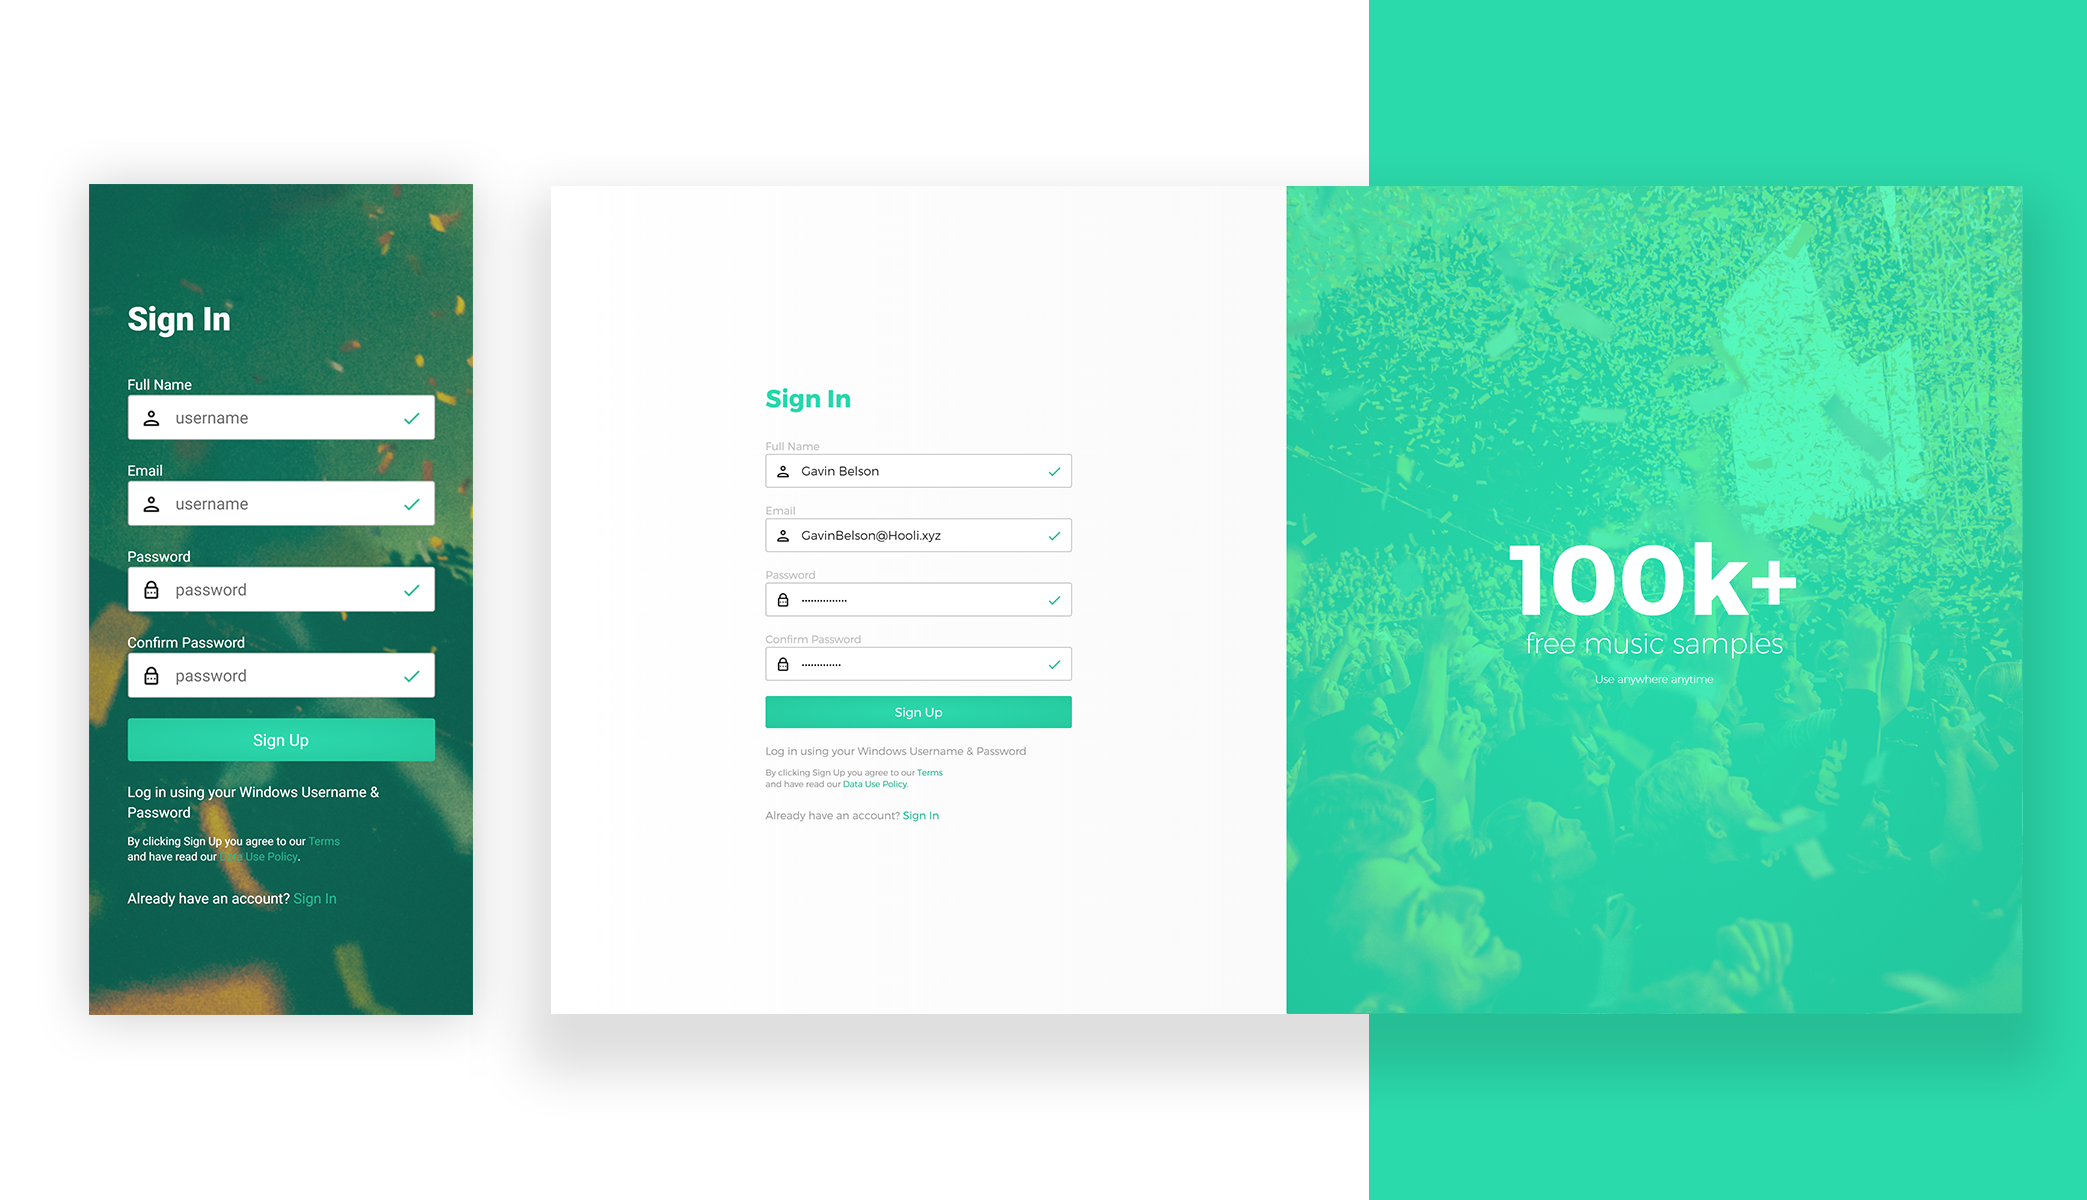 Sign In
Full Name
username
Email
username
Password
password
Confirm Password
password
Sign Up
Log in using your Windows Username &
Password
By clicking Sign Up you agree to our Terms
and have read our Data Use Policy.
Already have an account? Sign In
Sign In
Full Name
Gavin Belson
Email
GavinBelson@Hooli.xyz
Password
•••••••••••••••
Confirm Password
•••••••••••••
Sign Up
Log in using your Windows Username & Password
By clicking Sign Up you agree to our Terms
and have read our Data Use Policy.
Already have an account? Sign In
100k+
free music samples
Use anywhere anytime